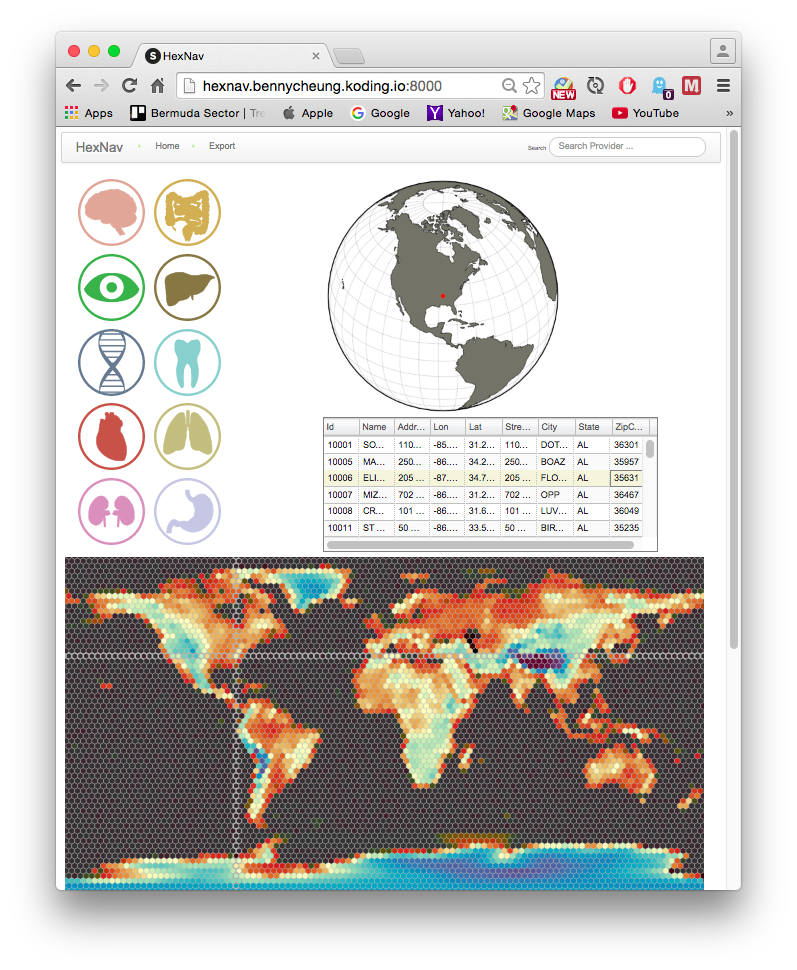 S HexNav
hexnav.bennycheung.koding.io:8000
NEW 0 M
Apps Bermuda Sector | Tre Apple Google Yahoo! Google Maps YouTube »
HexNav Home Export Search Search Provider ...
Id Name Addr... Lon Lat Stre... City State ZipC...
10001 SO... 110... -85.... 31.2... 110... DOT... AL 36301
10005 MA... 250... -86.... 34.2... 250... BOAZ AL 35957
10006 ELI... 205 ... -87.... 34.7... 205 ... FLO... AL 35631
10007 MIZ... 702 ... -86.... 31.2... 702 ... OPP AL 36467
10008 CR... 101 ... -86.... 31.6... 101 ... LUV... AL 36049
10011 ST ... 50 ... -86.... 33.5... 50 ... BIR... AL 35235